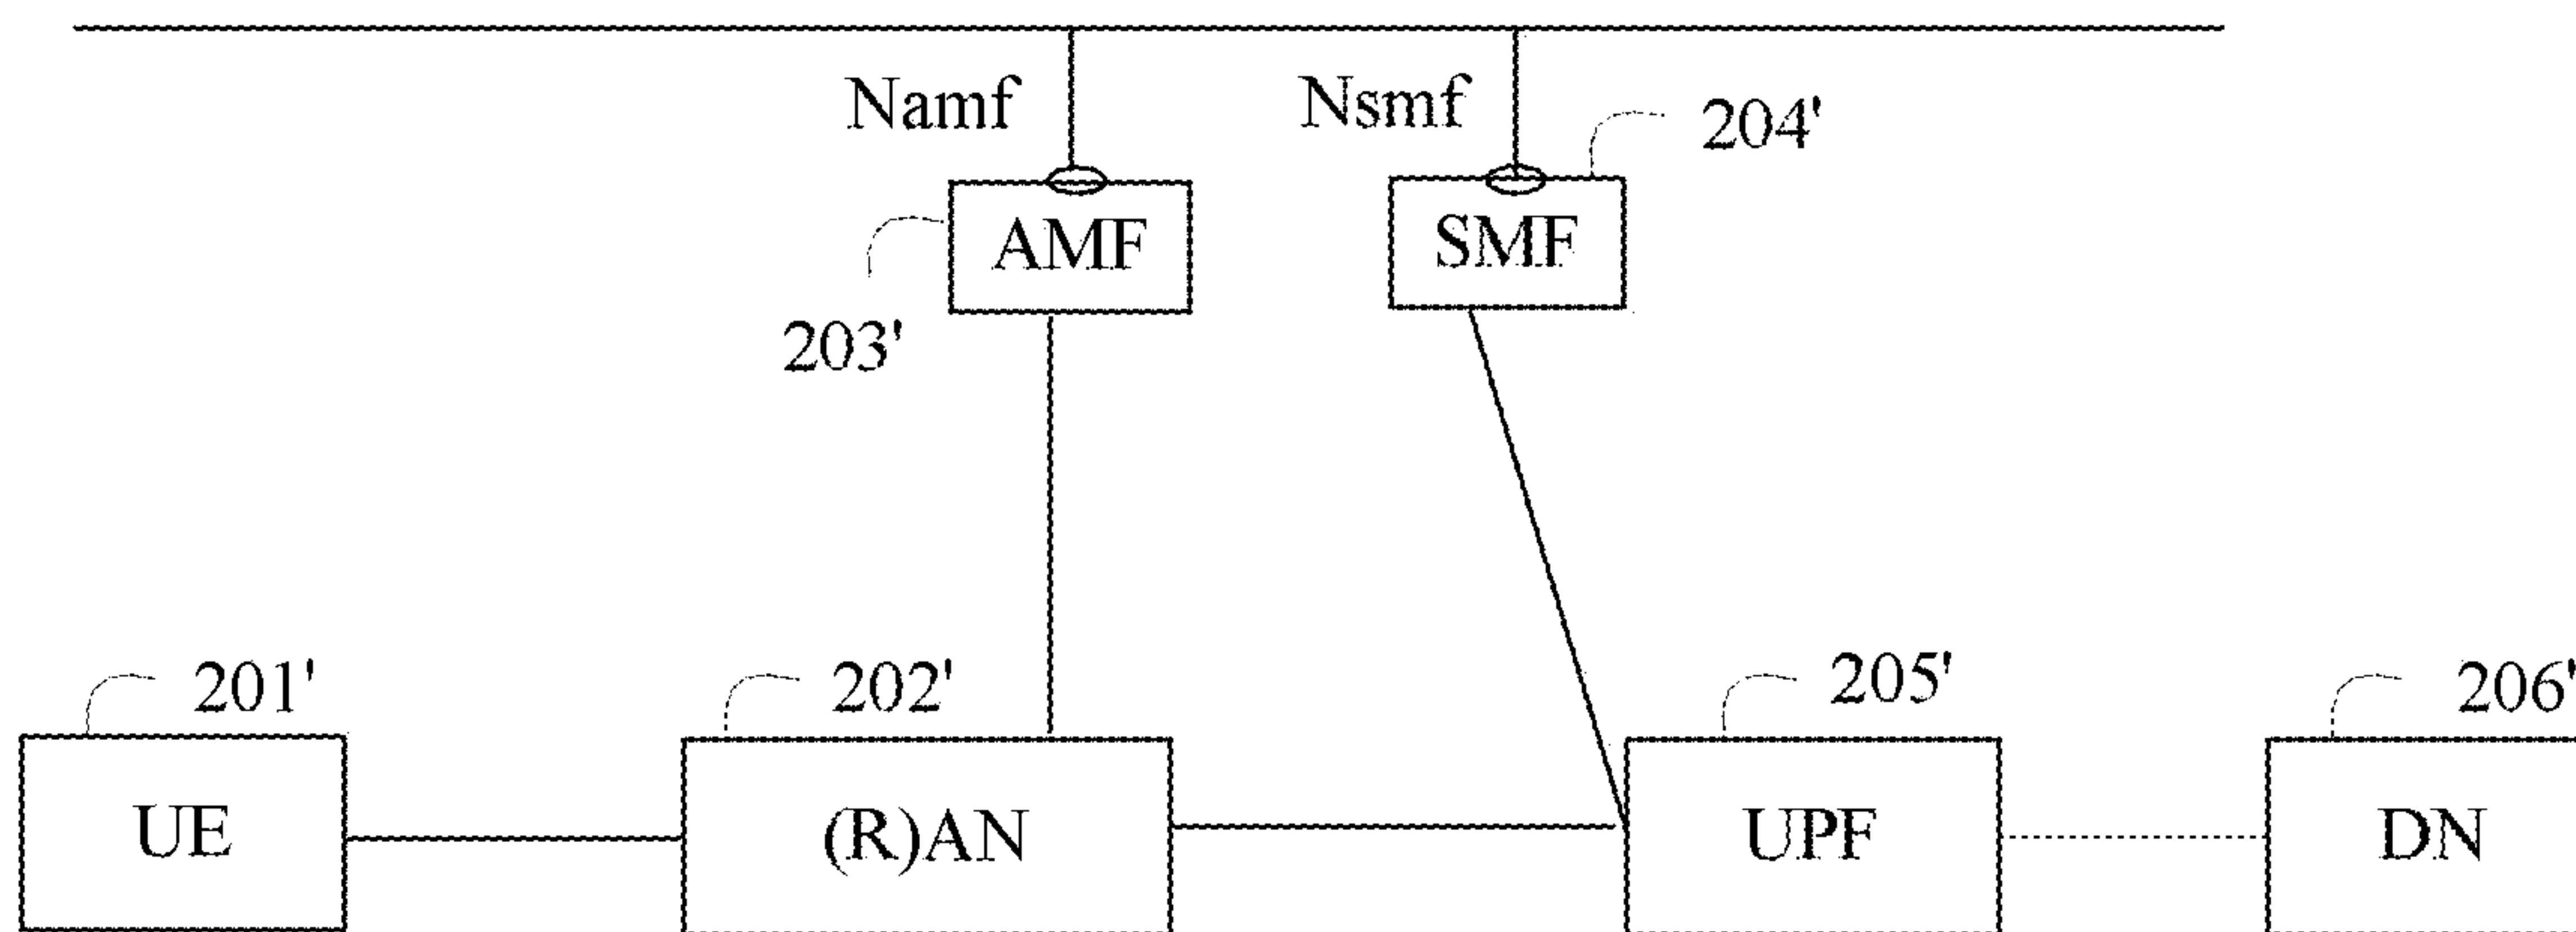 Namf
Nsmf
204'
AMF
SMF
203'
201'
202'
205'
206'
UE
(R)AN
UPF
DN